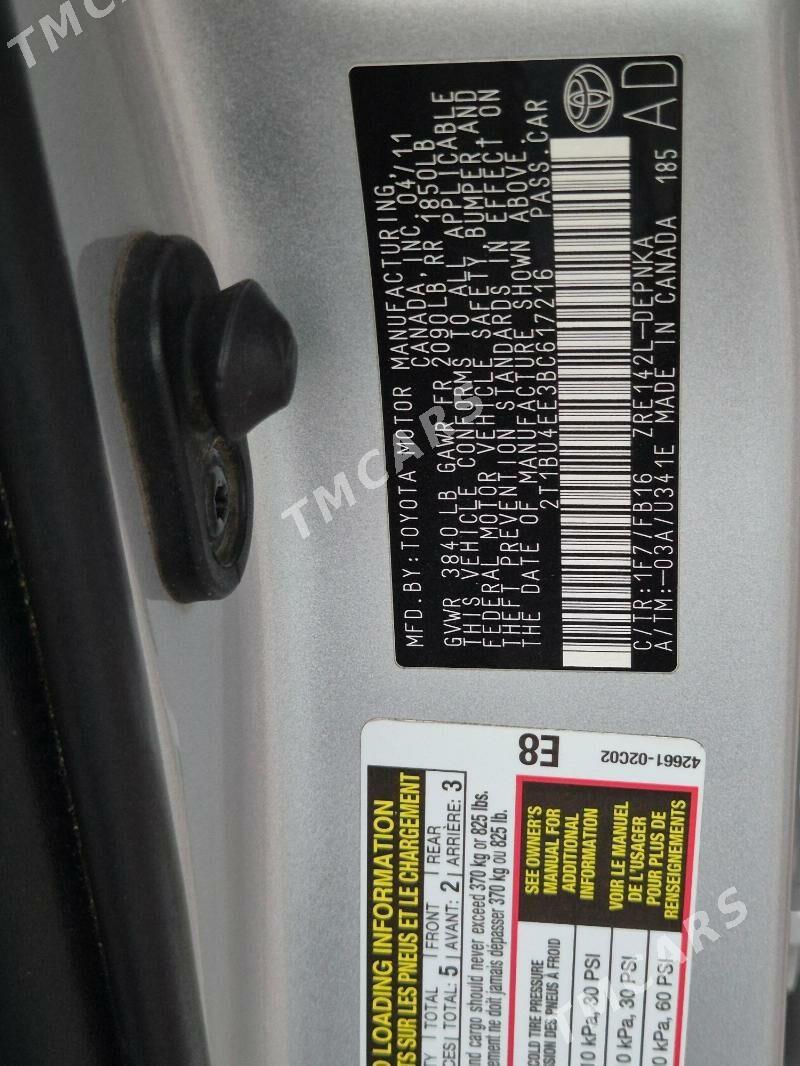 MFD.BY:TOYOTA MOTOR MANUFACTURING,
CANADA, INC. 04/11
GVWR 3840LB GAWR FR 2090LB, RR 1850LB
THIS VEHICLE CONFORMS TO ALL APPLICABLE
FEDERAL MOTOR VEHICLE SAFETY, BUMPER, AND
THEFT PREVENTION STANDARDS IN EFFECT ON
THE DATE OF MANUFACTURE SHOWN ABOVE.
2T1BU4EE3BC617216 PASS.CAR
C/TR:1F7/FB16 ZRE142L-DEPNKA
A/TM:-03A/U341E MADE IN CANADA 185
AD
LOADING INFORMATION
SUR LES PNEUS ET LE CHARGEMENT
TOTAL FRONT REAR
TOTAL: 5 AVANT: 2 ARRIÈRE: 3
and cargo should never exceed 370 kg or 825 lbs.
ne doit jamais dépasser 370 kg ou 825 lb.
E8
42661-02C02
COLD TIRE PRESSURE
DES PNEUS À FROID
SEE OWNER'S
MANUAL FOR
ADDITIONAL
INFORMATION
VOIR LE MANUEL
DE L'USAGER
POUR PLUS DE
RENSEIGNEMENTS
kPa, 30 PSI
kPa, 30 PSI
kPa, 60 PSI
TMCARS
TMCARS
TMCARS